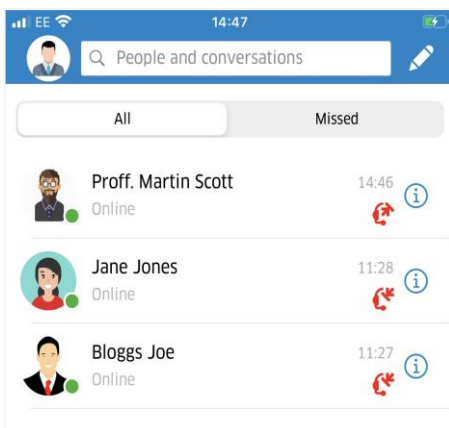 EE 14:47
People and conversations
All Missed
Proff. Martin Scott 14:46
Online
Jane Jones 11:28
Online
Bloggs Joe 11:27
Online